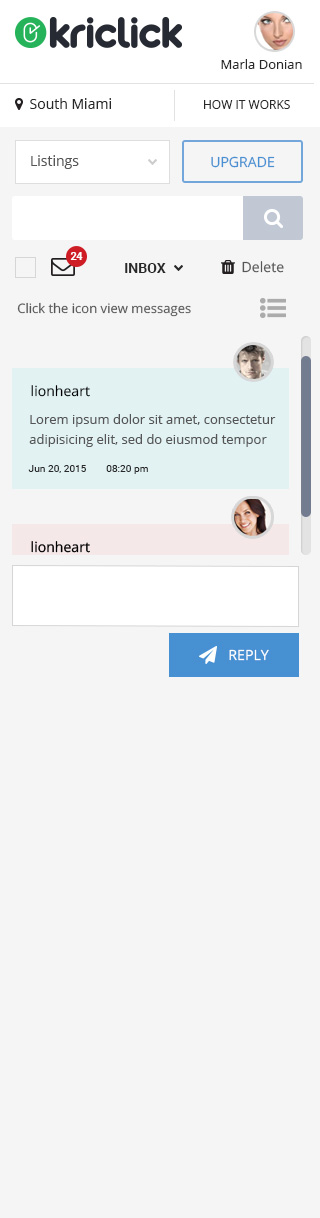 kriclick
Marla Donian
South Miami
HOW IT WORKS
Listings
UPGRADE
24
INBOX
Delete
Click the icon view messages
lionheart
Lorem ipsum dolor sit amet, consectetur
adipisicing elit, sed do eiusmod tempor
Jun 20, 2015 08:20 pm
lionheart
REPLY